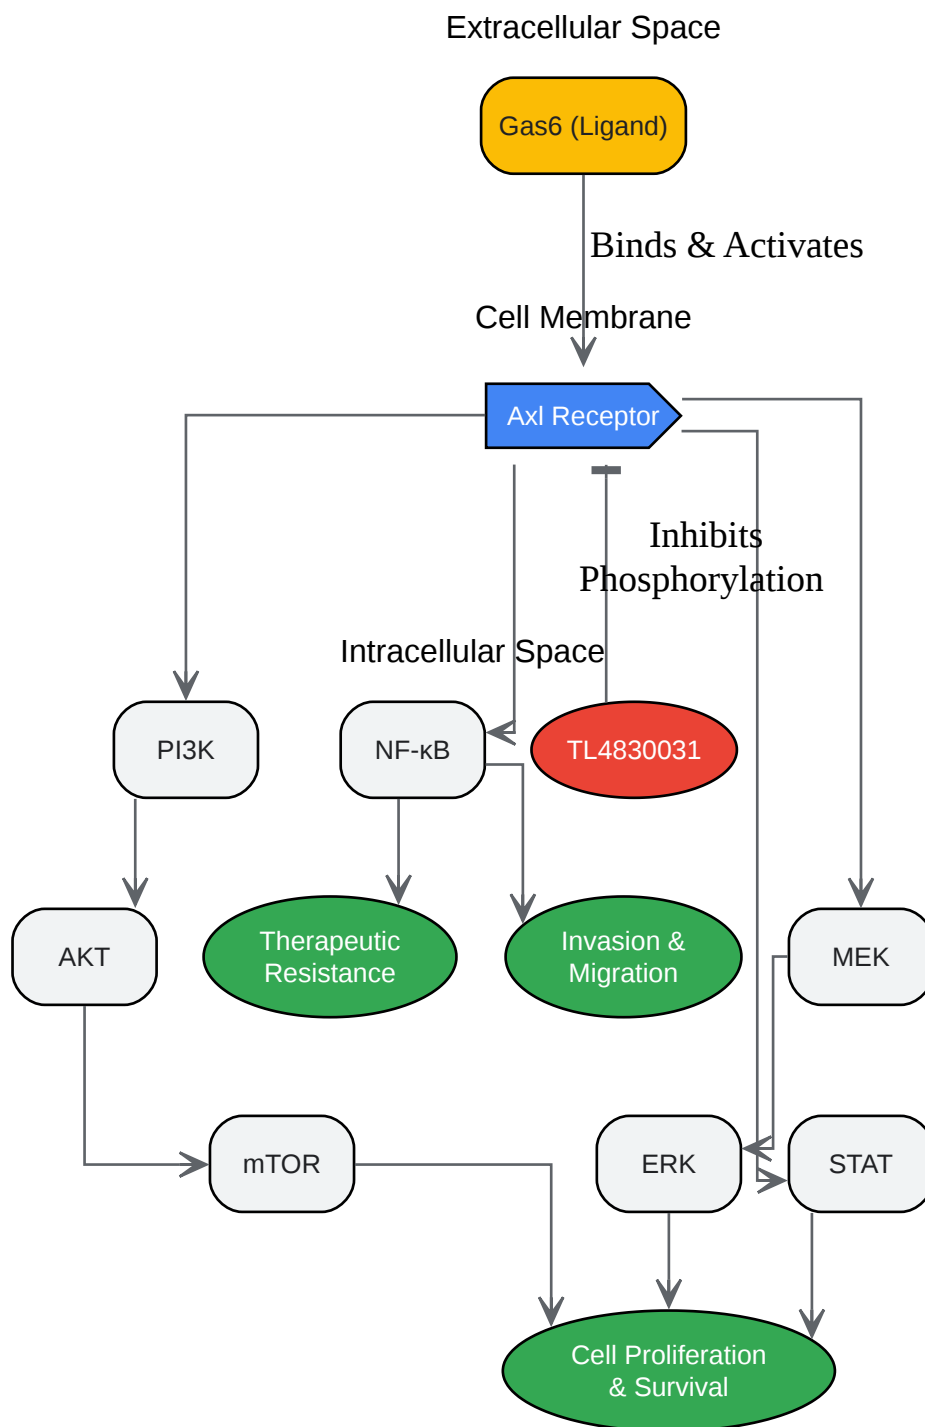 Extracellular Space
Gas6 (Ligand)
Binds & Activates
Cell Membrane
Axl Receptor
Inhibits
Phosphorylation
Intracellular Space
PI3K
NF-κB
TL4830031
AKT
Therapeutic
Resistance
Invasion &
Migration
MEK
mTOR
ERK
STAT
Cell Proliferation
& Survival